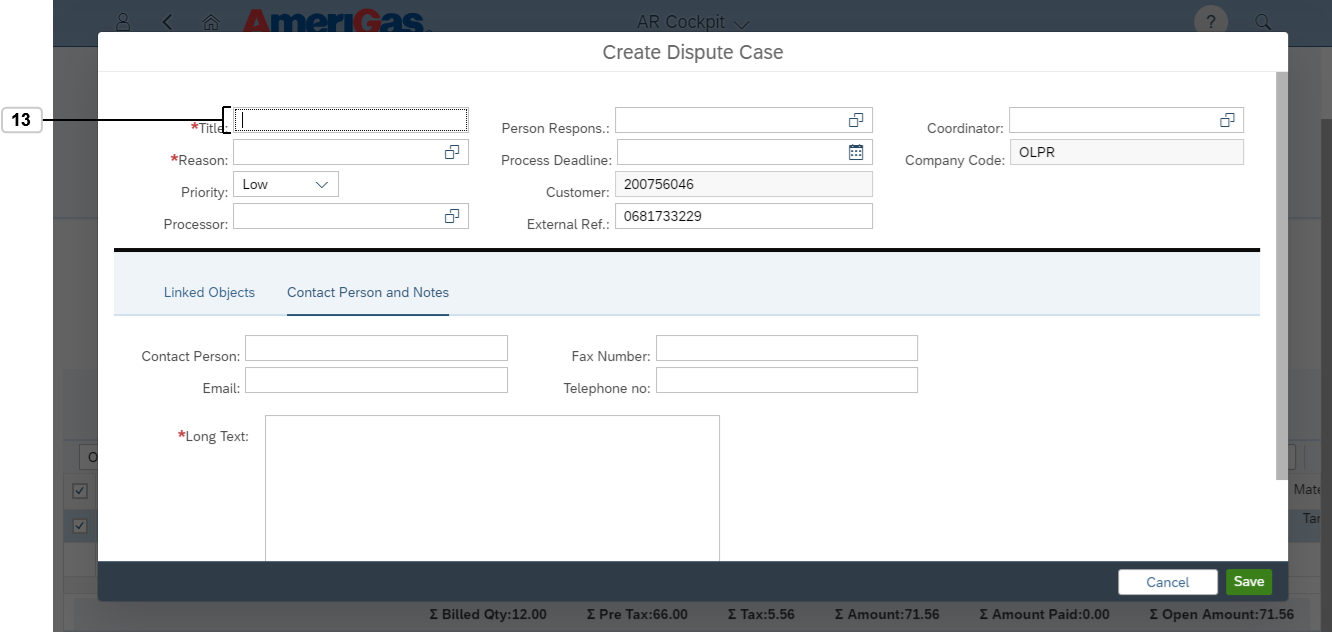 AmeriGas
AR Cockpit
?
Create Dispute Case
13
*Title:
Person Respons.:
Coordinator:
*Reason:
Process Deadline:
Company Code: OLPR
Priority: Low
Customer: 200756046
Processor:
External Ref.: 0681733229
Linked Objects
Contact Person and Notes
Contact Person:
Fax Number:
Email:
Telephone no:
*Long Text:
Cancel
Save
Σ Billed Qty:12.00
Σ Pre Tax:66.00
Σ Tax:5.56
Σ Amount:71.56
Σ Amount Paid:0.00
Σ Open Amount:71.56